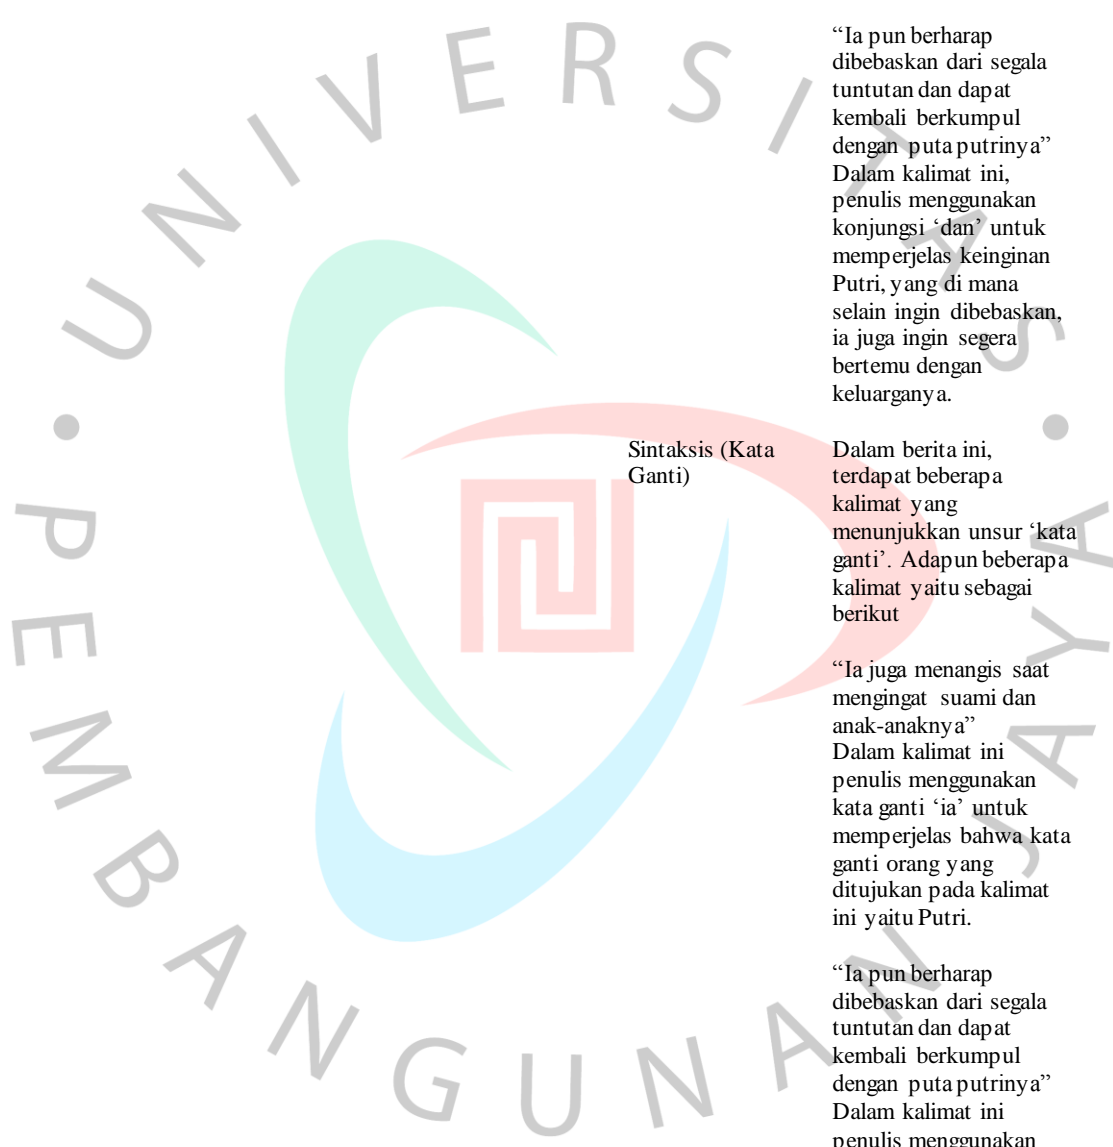 UNIVERSITAS
• PEMBANGUNAN JAYA •
“Ia pun berharap
dibebaskan dari segala
tuntutan dan dapat
kembali berkumpul
dengan puta putrinya”
Dalam kalimat ini,
penulis menggunakan
konjungsi ‘dan’ untuk
memperjelas keinginan
Putri, yang di mana
selain ingin dibebaskan,
ia juga ingin segera
bertemu dengan
keluarganya.
Sintaksis (Kata
Ganti)
Dalam berita ini,
terdapat beberapa
kalimat yang
menunjukkan unsur ‘kata
ganti’. Adapun beberapa
kalimat yaitu sebagai
berikut
“Ia juga menangis saat
mengingat suami dan
anak-anaknya”
Dalam kalimat ini
penulis menggunakan
kata ganti ‘ia’ untuk
memperjelas bahwa kata
ganti orang yang
ditujukan pada kalimat
ini yaitu Putri.
“Ia pun berharap
dibebaskan dari segala
tuntutan dan dapat
kembali berkumpul
dengan puta putrinya”
Dalam kalimat ini
penulis menggunakan